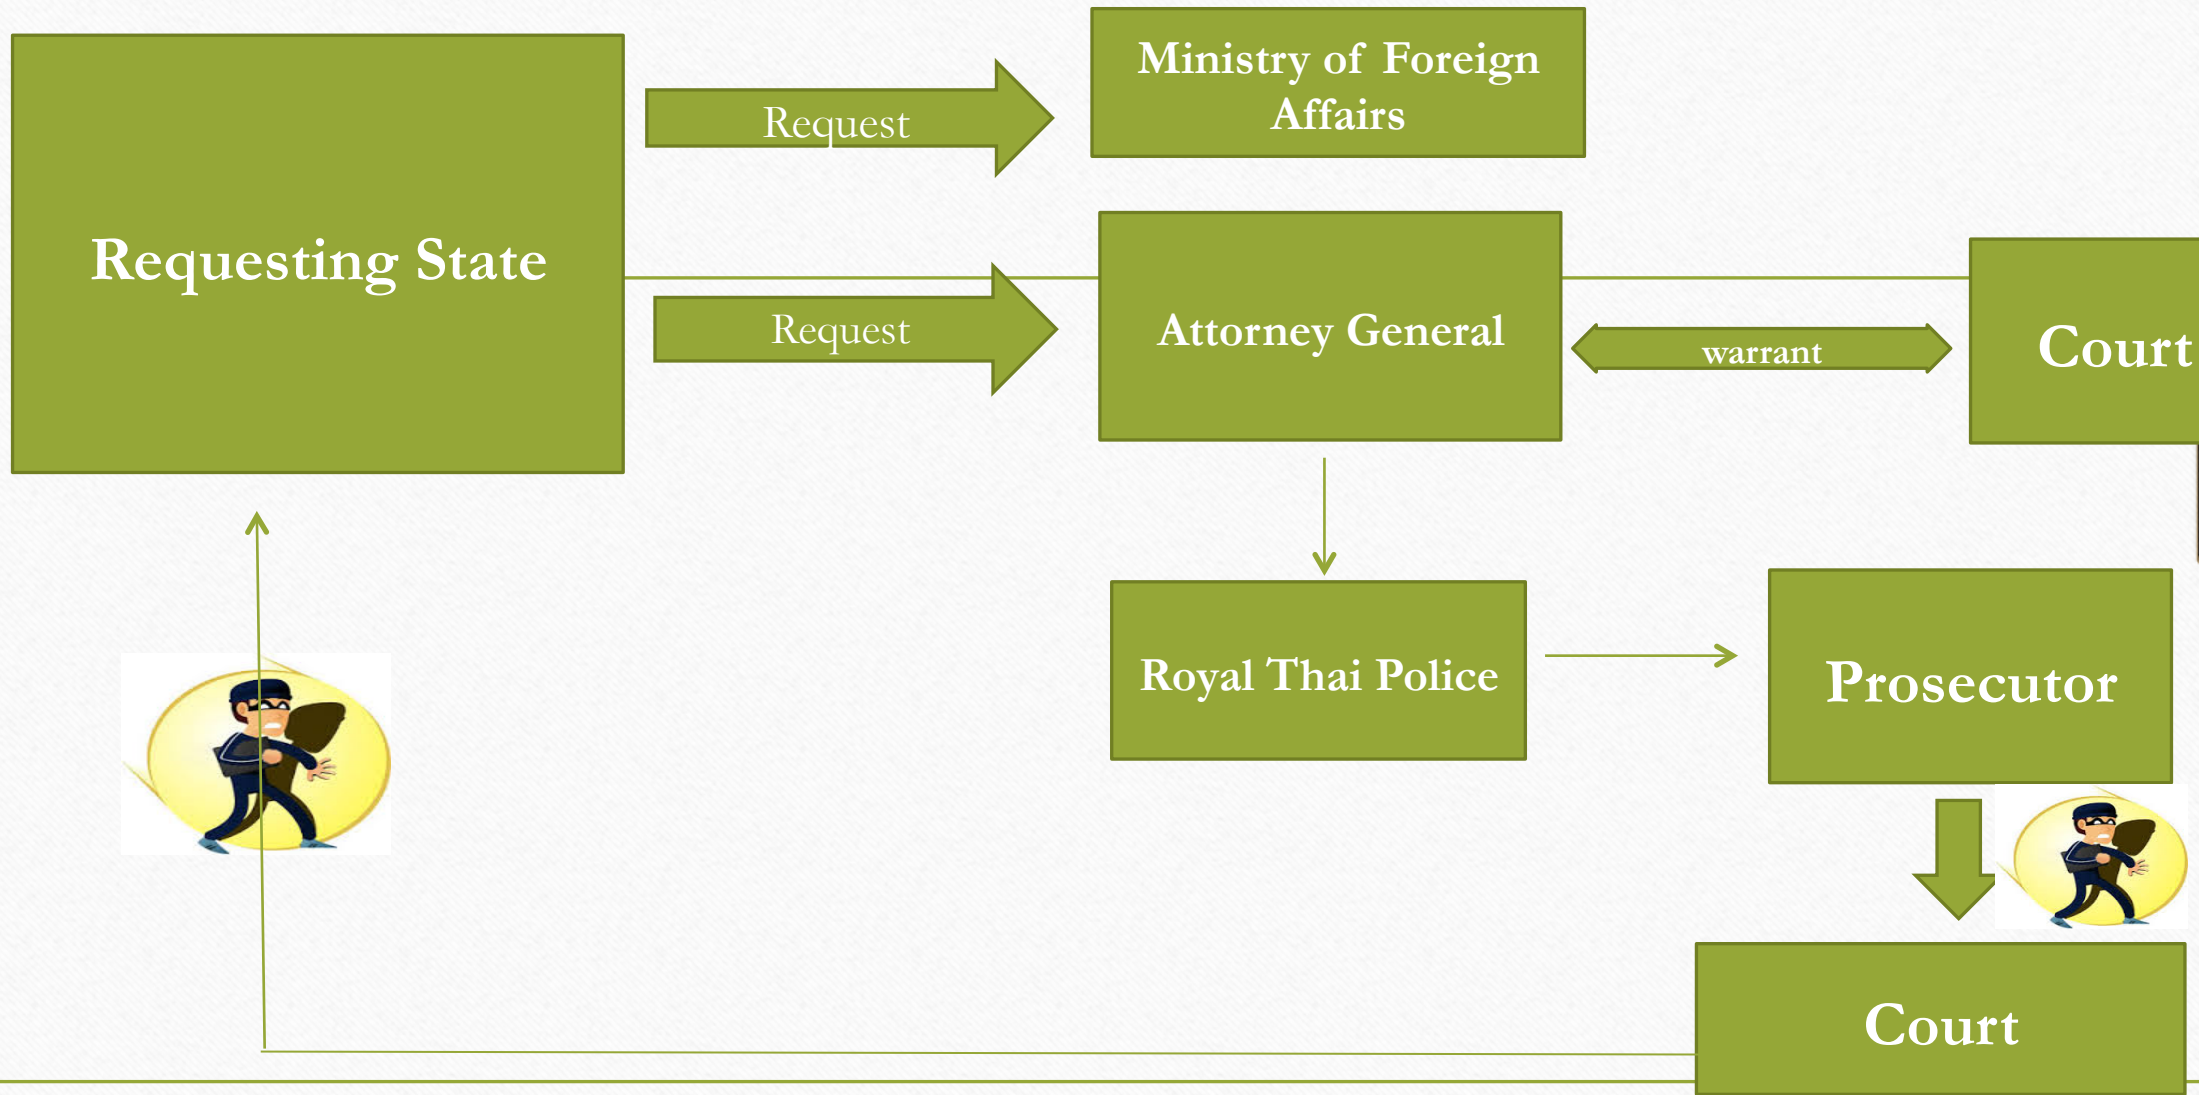 Ministry of Foreign
Affairs
Request
Requesting State
Request
Attorney General
warrant
Court
Royal Thai Police
Prosecutor
Court